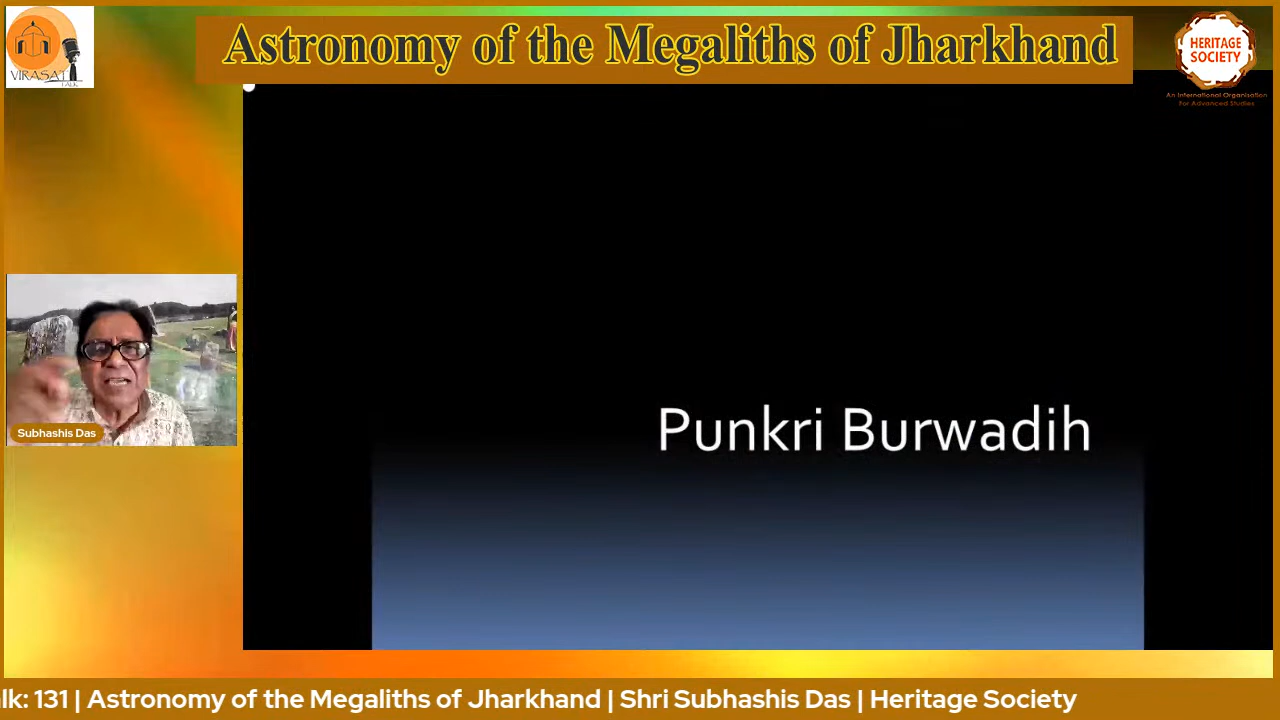 Astronomy of the Megaliths of Jharkhand
VIRASAT
TALK
HERITAGE
SOCIETY
An International Organisation
For Advanced Studies
Punkri Burwadih
Subhashis Das
lk: 131 | Astronomy of the Megaliths of Jharkhand | Shri Subhashis Das | Heritage Society